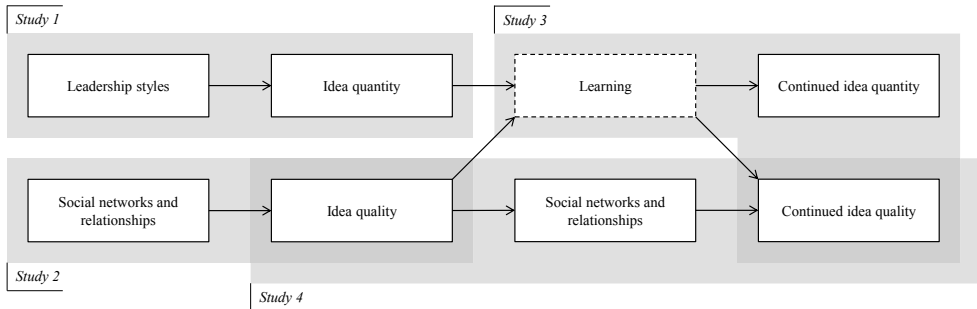 Study 1
Study 3
Leadership styles
Idea quantity
Learning
Continued idea quantity
Social networks and
relationships
Idea quality
Social networks and
relationships
Continued idea quality
Study 2
Study 4